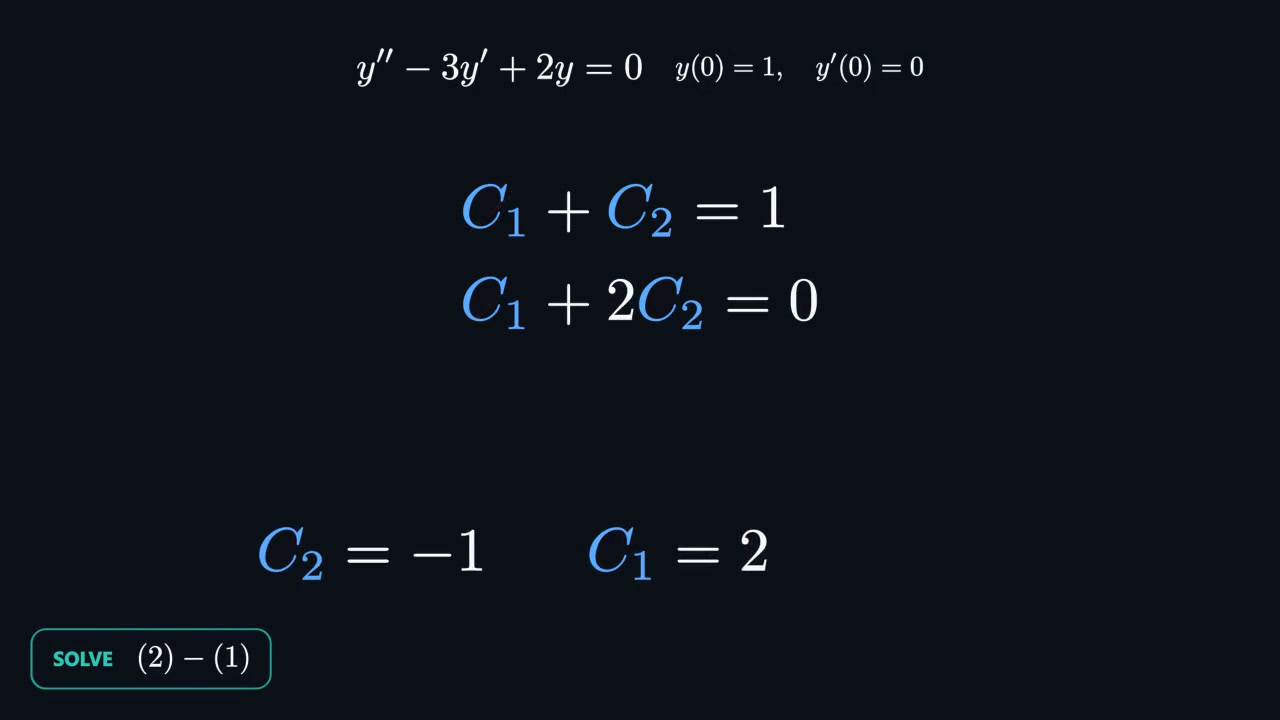 y′′ − 3y′ + 2y = 0 y(0) = 1, y′(0) = 0
C₁ + C₂ = 1
C₁ + 2C₂ = 0
C₂ = −1 C₁ = 2
SOLVE (2) − (1)